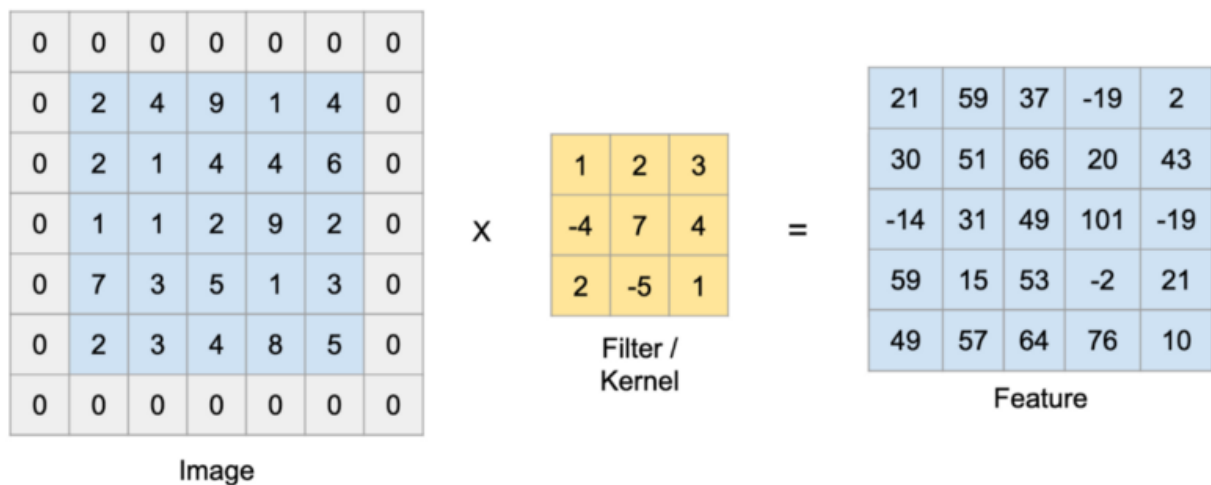 0 0 0 0 0 0 0
0 2 4 9 1 4 0
0 2 1 4 4 6 0
0 1 1 2 9 2 0
0 7 3 5 1 3 0
0 2 3 4 8 5 0
0 0 0 0 0 0 0
Image
X
1 2 3
-4 7 4
2 -5 1
Filter /
Kernel
=
21 59 37 -19 2
30 51 66 20 43
-14 31 49 101 -19
59 15 53 -2 21
49 57 64 76 10
Feature